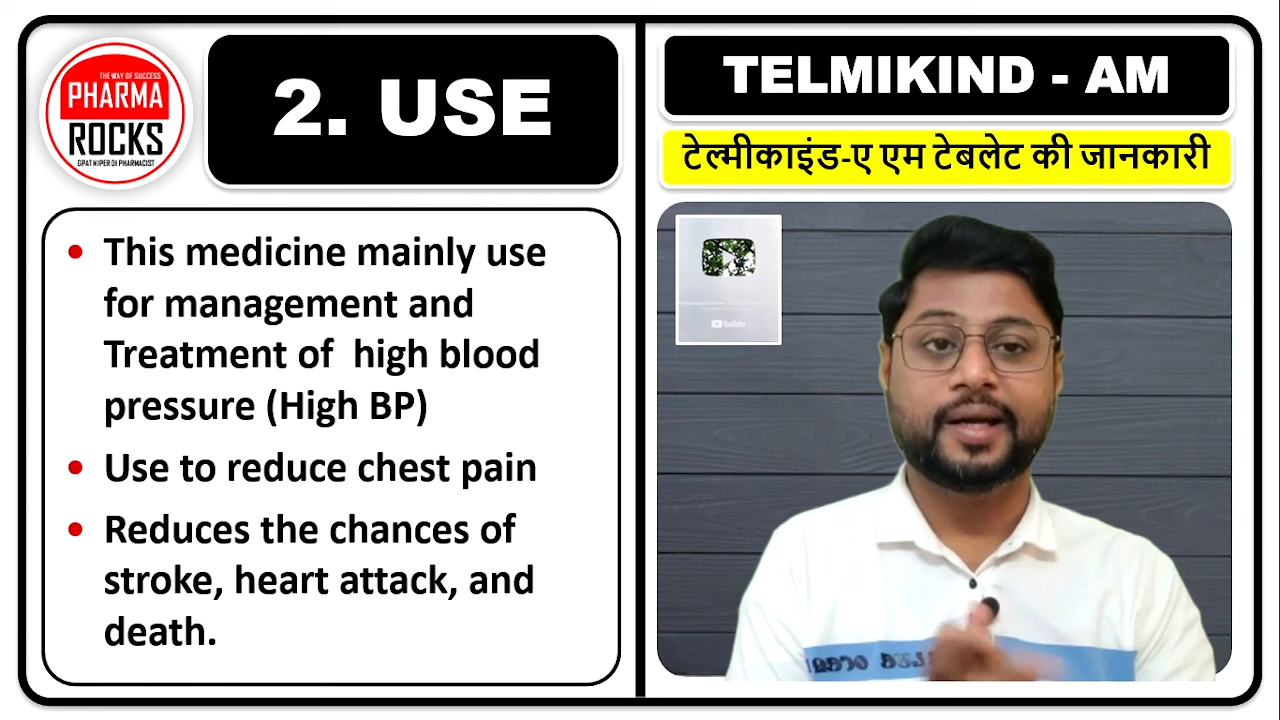 THE WAY OF SUCCESS
PHARMA
ROCKS
GPAT NIPER DI PHARMACIST
2. USE
• This medicine mainly use
for management and
Treatment of high blood
pressure (High BP)
• Use to reduce chest pain
• Reduces the chances of
stroke, heart attack, and
death.
TELMIKIND - AM
टेल्मीकाइंड-ए एम टेबलेट की जानकारी
YouTube